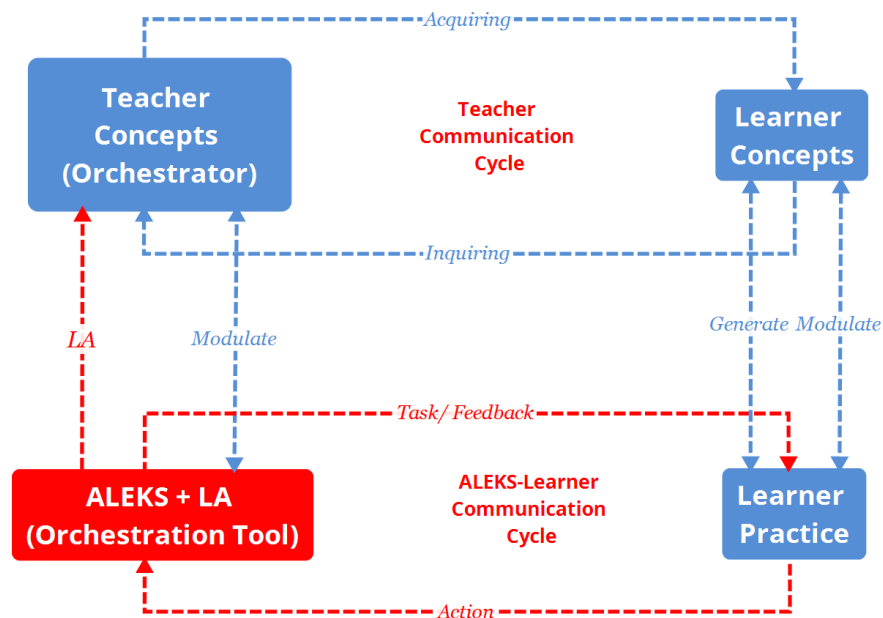 Acquiring
Teacher
Concepts
(Orchestrator)
Teacher
Communication
Cycle
Learner
Concepts
Inquiring
LA
Modulate
Generate
Modulate
Task/ Feedback
ALEKS + LA
(Orchestration Tool)
ALEKS-Learner
Communication
Cycle
Learner
Practice
Action